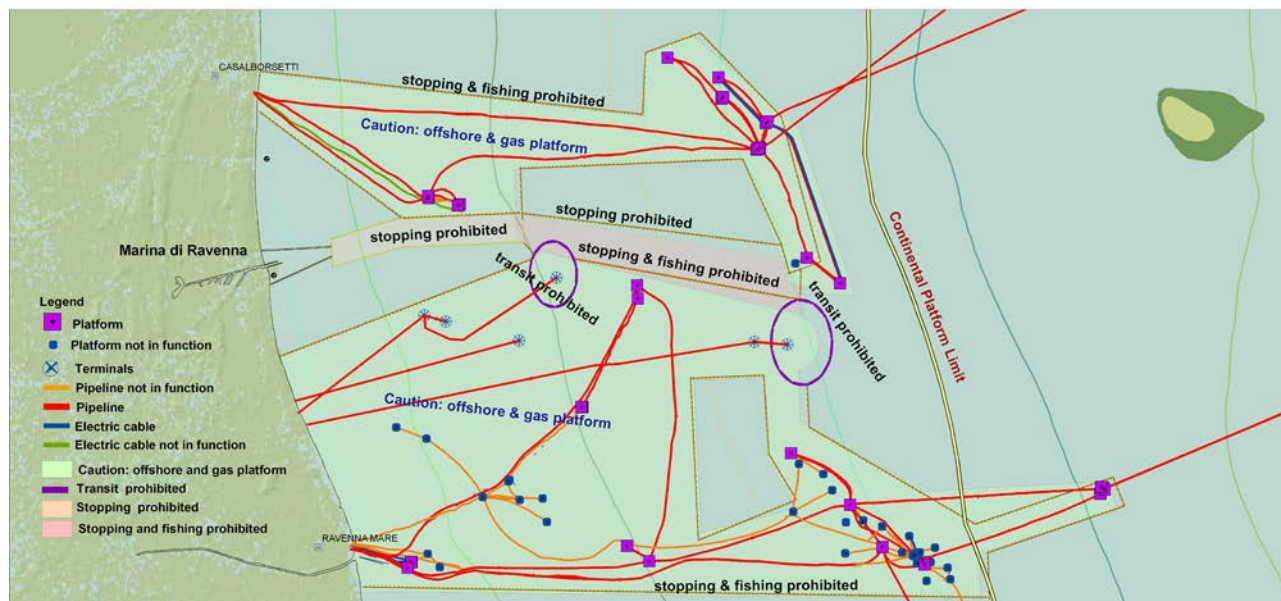 CASALBORSETTI
stopping & fishing prohibited
Caution: offshore & gas platform
stopping prohibited
stopping prohibited
Marina di Ravenna
stopping & fishing prohibited
transit prohibited
transit prohibited
Continental Platform Limit
Legend
Platform
Platform not in function
Terminals
Pipeline not in function
Pipeline
Electric cable
Electric cable not in function
Caution: offshore and gas platform
Transit prohibited
Stopping prohibited
Stopping and fishing prohibited
Caution: offshore & gas platform
RAVENNA MARE
stopping & fishing prohibited